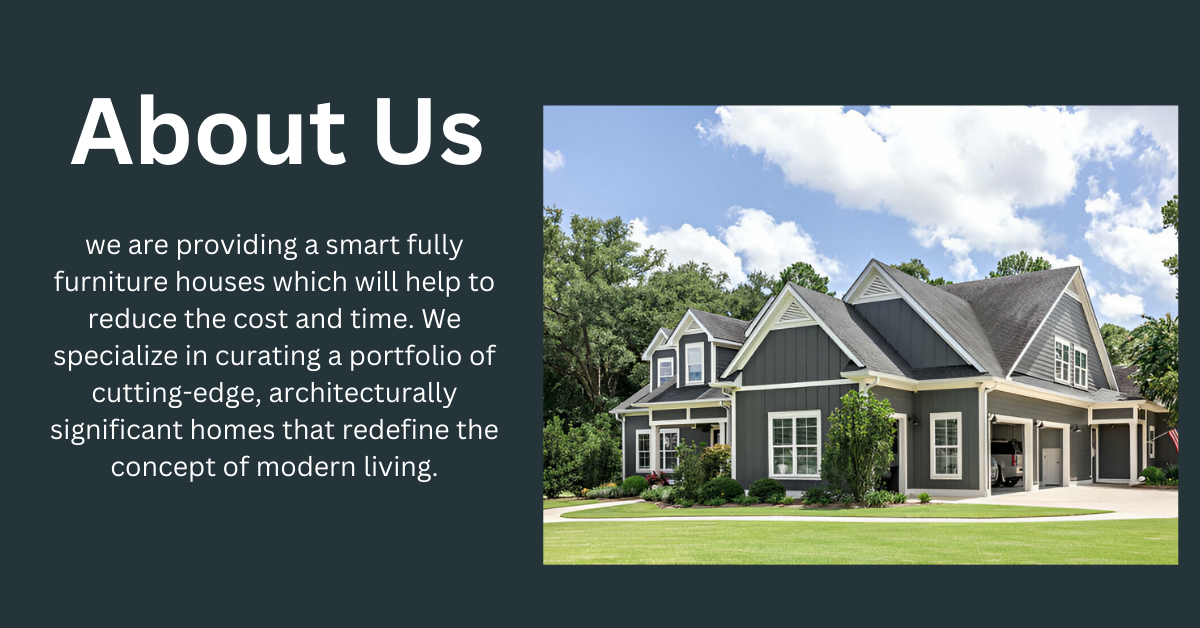 About Us
we are providing a smart fully
furniture houses which will help to
reduce the cost and time. We
specialize in curating a portfolio of
cutting-edge, architecturally
significant homes that redefine the
concept of modern living.